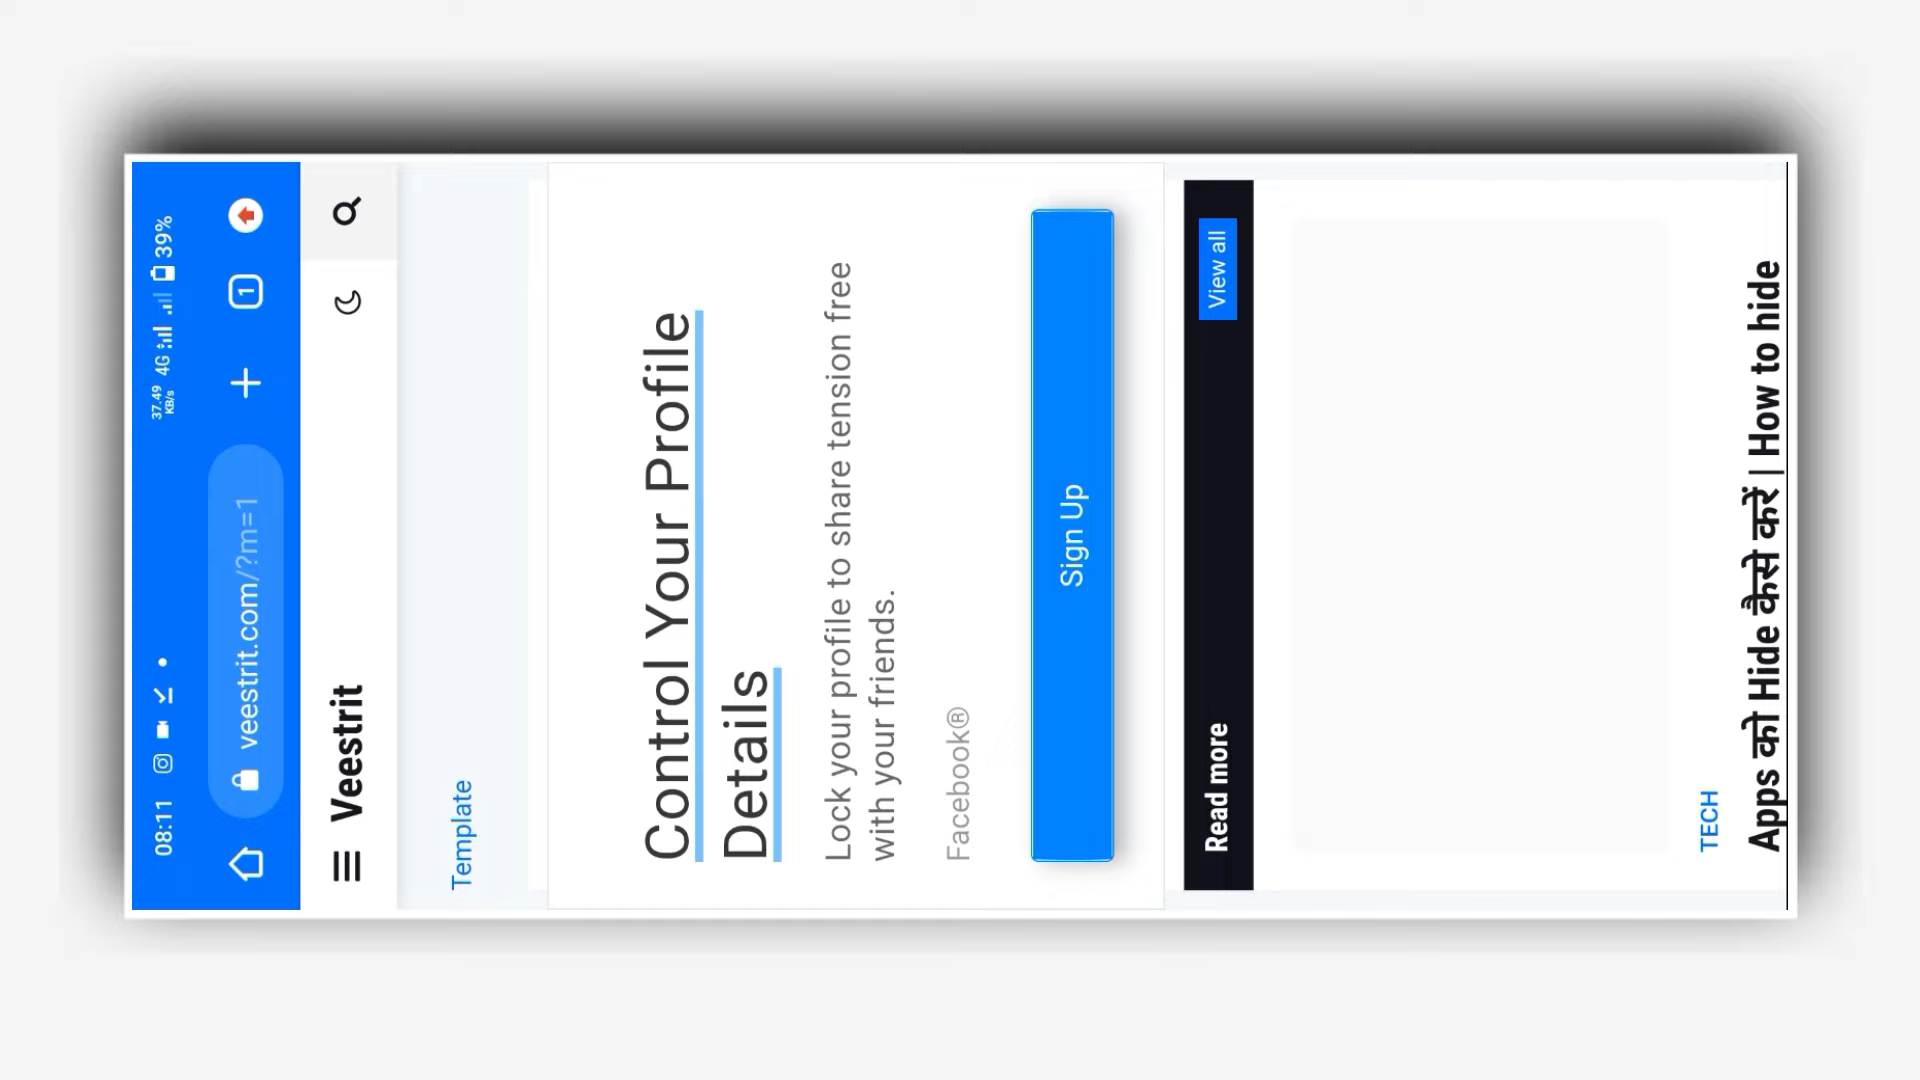 08:11
37.49
KB/s
4G
39%
veestrit.com/?m=1
1
Veestrit
Template
Control Your Profile
Details
Lock your profile to share tension free
with your friends.
Facebook®
Sign Up
Read more
View all
TECH
Apps को Hide कैसे करें | How to hide